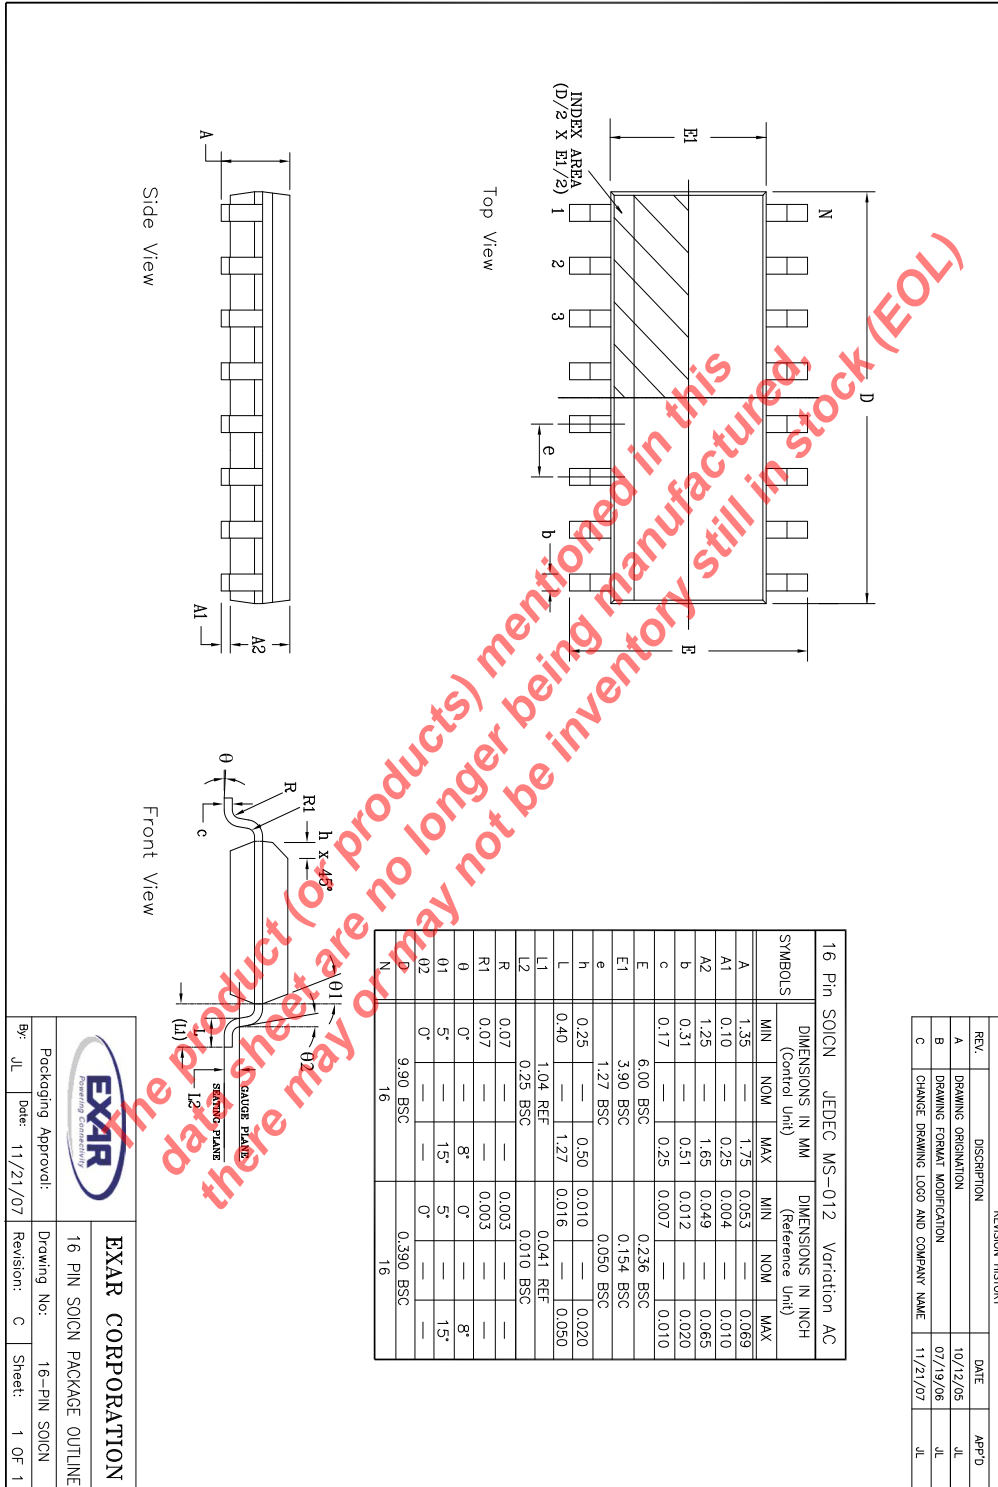 REVISION HISTORY
REV. DISCRIPTION DATE APP'D
A DRAWING ORIGINATION 10/12/05 JL
B DRAWING FORMAT MODIFICATION 07/19/06 JL
C CHANGE DRAWING LOGO AND COMPANY NAME 11/21/07 JL
N
D
E1
E
INDEX AREA
(D/2 X E1/2)
1
2
3
e
b
Top View
A
A1
A2
Side View
θ
R
R1
h x 45°
c
θ1
θ2
L
(L1)
L2
GAUGE PLANE
SEATING PLANE
Front View
16 Pin SOICN JEDEC MS-012 Variation AC
SYMBOLS
DIMENSIONS IN MM
(Control Unit)
DIMENSIONS IN INCH
(Reference Unit)
MIN NOM MAX MIN NOM MAX
A 1.35 — 1.75 0.053 — 0.069
A1 0.10 — 0.25 0.004 — 0.010
A2 1.25 — 1.65 0.049 — 0.065
b 0.31 — 0.51 0.012 — 0.020
c 0.17 — 0.25 0.007 — 0.010
E 6.00 BSC 0.236 BSC
E1 3.90 BSC 0.154 BSC
e 1.27 BSC 0.050 BSC
h 0.25 — 0.50 0.010 — 0.020
L 0.40 — 1.27 0.016 — 0.050
L1 1.04 REF 0.041 REF
L2 0.25 BSC 0.010 BSC
R 0.07 — — 0.003 — —
R1 0.07 — — 0.003 — —
θ 0° — 8° 0° — 8°
θ1 5° — 15° 5° — 15°
θ2 0° — — 0° — —
D 9.90 BSC 0.390 BSC
N 16 16
The product (or products) mentioned in this
data sheet are no longer being manufactured,
there may or may not be inventory still in stock (EOL)
EXAR
Powering Connectivity
EXAR CORPORATION
16 PIN SOICN PACKAGE OUTLINE
Packaging Approval:
Drawing No: 16-PIN SOICN
By: JL Date: 11/21/07 Revision: C Sheet: 1 OF 1